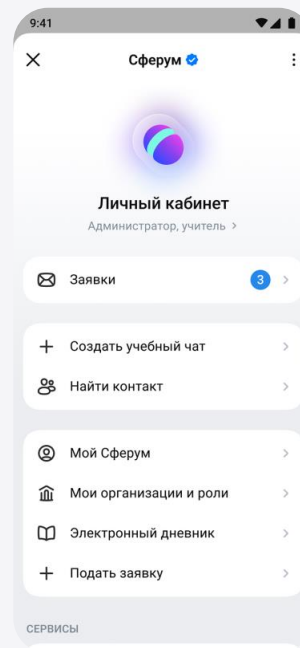 9:41
Сферум
Личный кабинет
Администратор, учитель
Заявки
3
Создать учебный чат
Найти контакт
Мой Сферум
Мои организации и роли
Электронный дневник
Подать заявку
СЕРВИСЫ